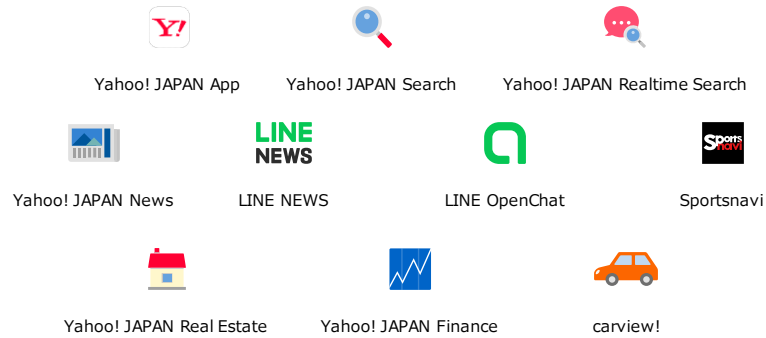 Y!
Yahoo! JAPAN App
Yahoo! JAPAN Search
Yahoo! JAPAN Realtime Search
LINE
NEWS
Sports
navi
Yahoo! JAPAN News
LINE NEWS
LINE OpenChat
Sportsnavi
Yahoo! JAPAN Real Estate
Yahoo! JAPAN Finance
carview!